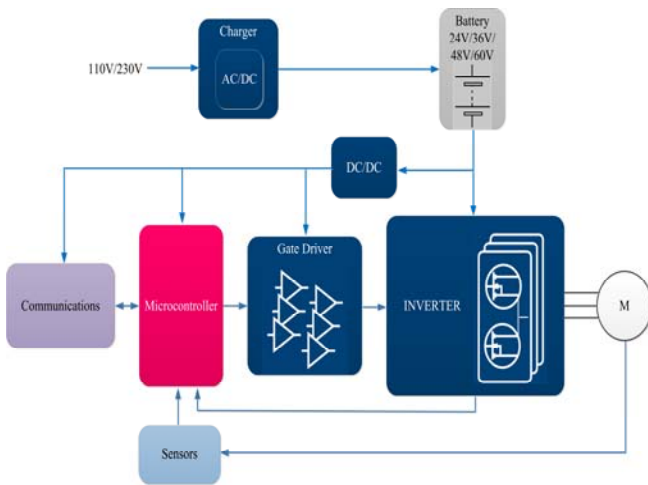 Charger
AC/DC
110V/230V
Battery
24V/36V/
48V/60V
DC/DC
Communications
Microcontroller
Gate Driver
INVERTER
M
Sensors